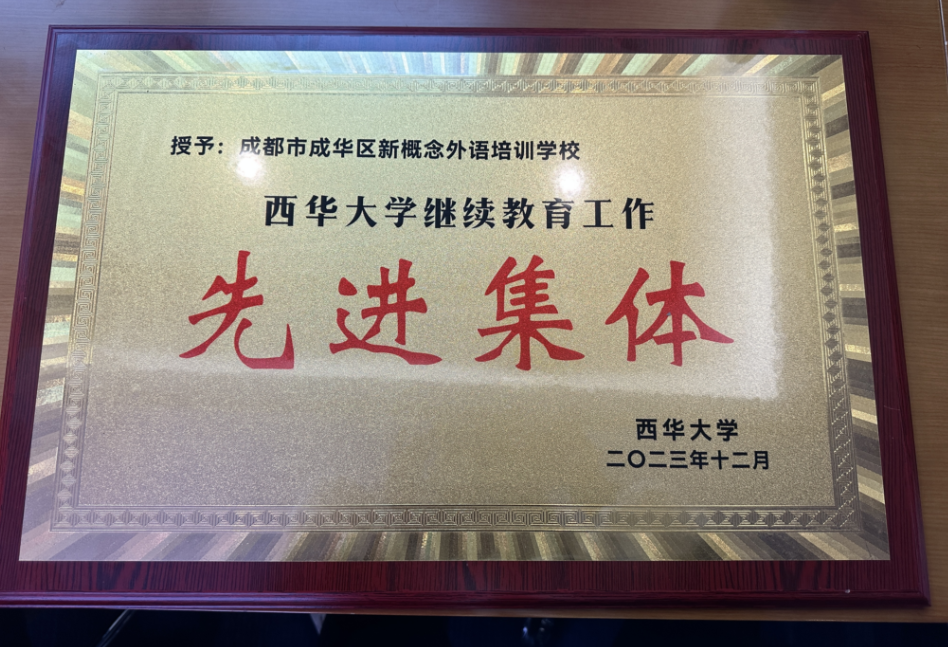 授予：成都市成华区新概念外语培训学校
西华大学继续教育工作
先进集体
西华大学
二〇二三年十二月